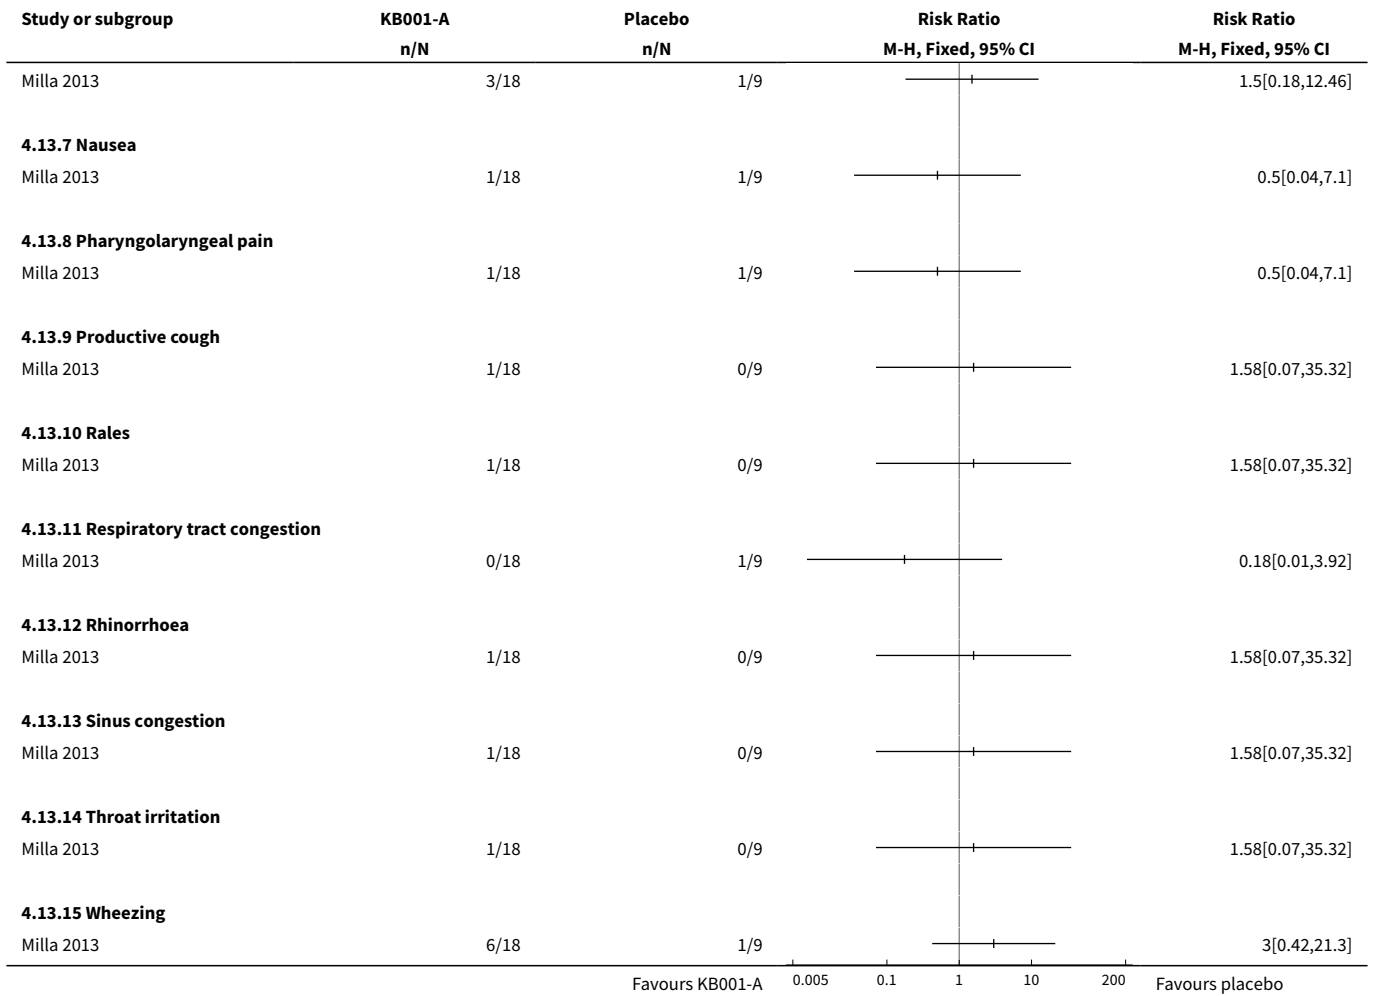 Study or subgroup KB001-A Placebo Risk Ratio Risk Ratio
n/N n/N M-H, Fixed, 95% CI M-H, Fixed, 95% CI
Milla 2013 3/18 1/9 1.5[0.18,12.46]
4.13.7 Nausea
Milla 2013 1/18 1/9 0.5[0.04,7.1]
4.13.8 Pharyngolaryngeal pain
Milla 2013 1/18 1/9 0.5[0.04,7.1]
4.13.9 Productive cough
Milla 2013 1/18 0/9 1.58[0.07,35.32]
4.13.10 Rales
Milla 2013 1/18 0/9 1.58[0.07,35.32]
4.13.11 Respiratory tract congestion
Milla 2013 0/18 1/9 0.18[0.01,3.92]
4.13.12 Rhinorrhoea
Milla 2013 1/18 0/9 1.58[0.07,35.32]
4.13.13 Sinus congestion
Milla 2013 1/18 0/9 1.58[0.07,35.32]
4.13.14 Throat irritation
Milla 2013 1/18 0/9 1.58[0.07,35.32]
4.13.15 Wheezing
Milla 2013 6/18 1/9 3[0.42,21.3]
Favours KB001-A 0.005 0.1 1 10 200 Favours placebo